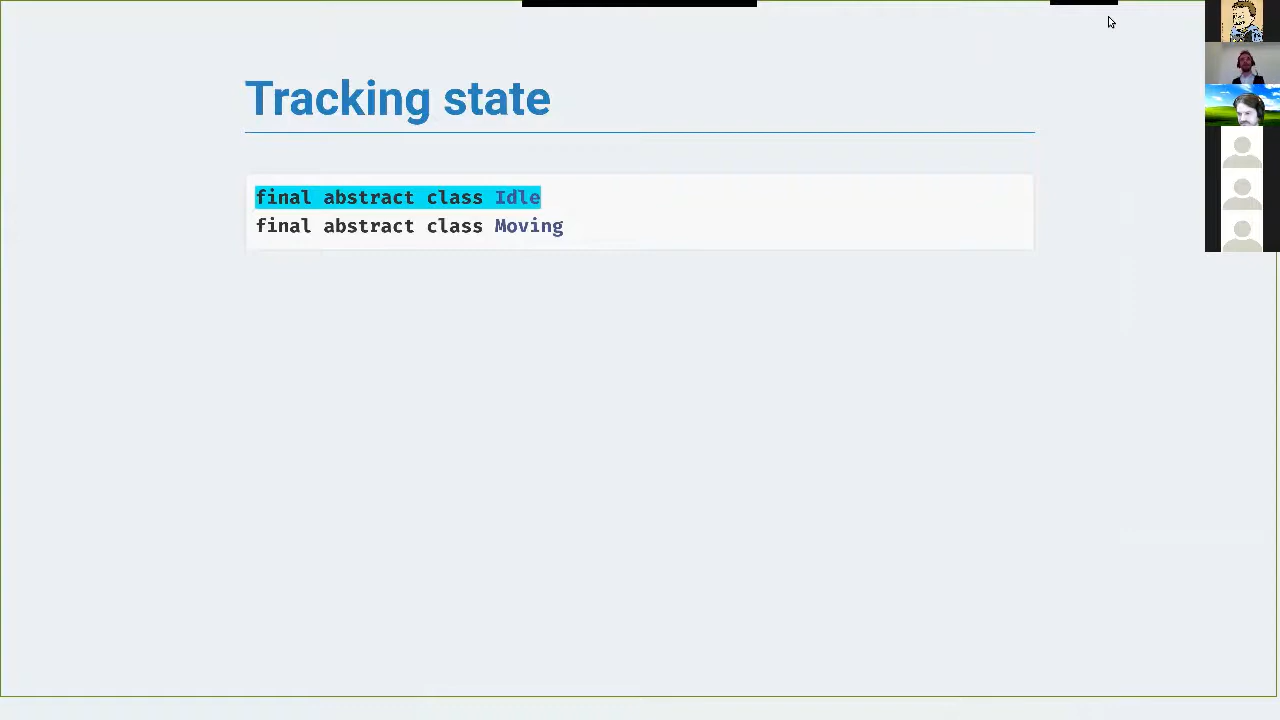 Tracking state
final abstract class Idle
final abstract class Moving